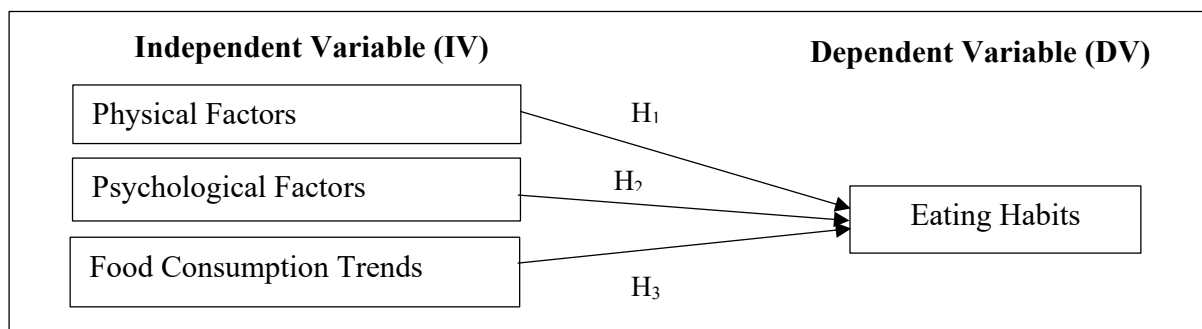 Independent Variable (IV)
Dependent Variable (DV)
Physical Factors
H₁
Psychological Factors
H₂
Eating Habits
Food Consumption Trends
H₃